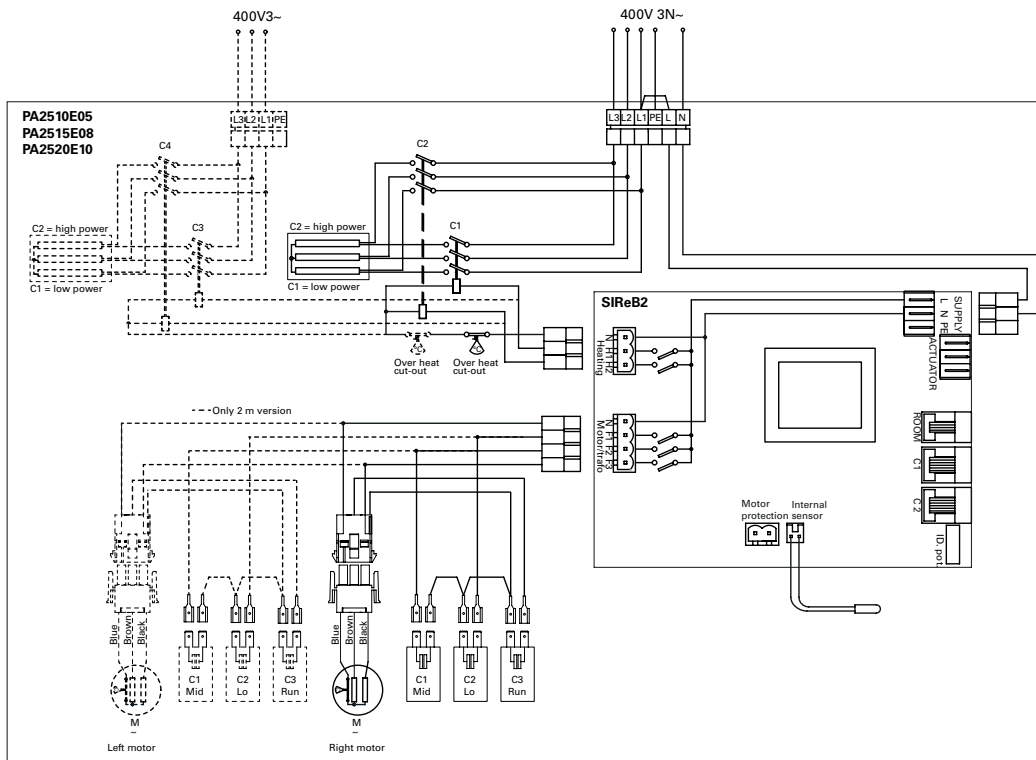 400V3~
400V 3N~
PA2510E05
PA2515E08
PA2520E10
L3 L2 L1 PE
L3 L2 L1 PE L N
C4
C2
C3
C1
C2 = high power
C1 = low power
C2 = high power
C1 = low power
°C
°C
Over heat
cut-out
Over heat
cut-out
SIReB2
N
H1
H2
Heating
L
N
PE
SUPPLY
ACTUATOR
---- Only 2 m version
N
F1
F2
F3
Motor/trafo
ROOM
C1
C 2
ID. pot.
Motor
protection
Internal
sensor
Blue
Brown
Black
C1
Mid
C2
Lo
C3
Run
Blue
Brown
Black
C1
Mid
C2
Lo
C3
Run
M
~
Left motor
M
~
Right motor